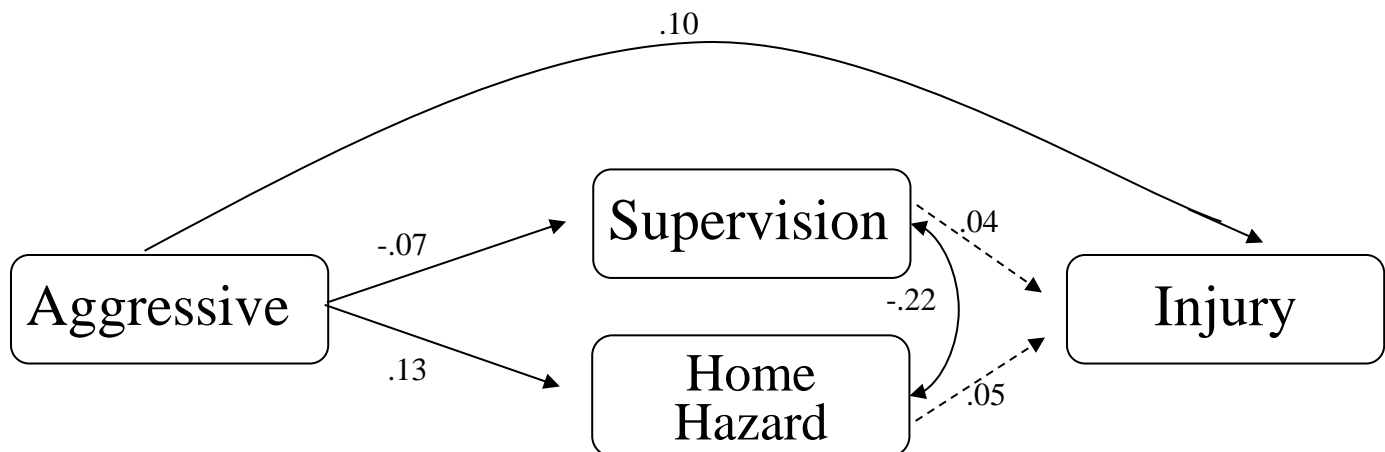 .10
Supervision
-.07
.04
Aggressive
-.22
Injury
.13
Home
Hazard
.05